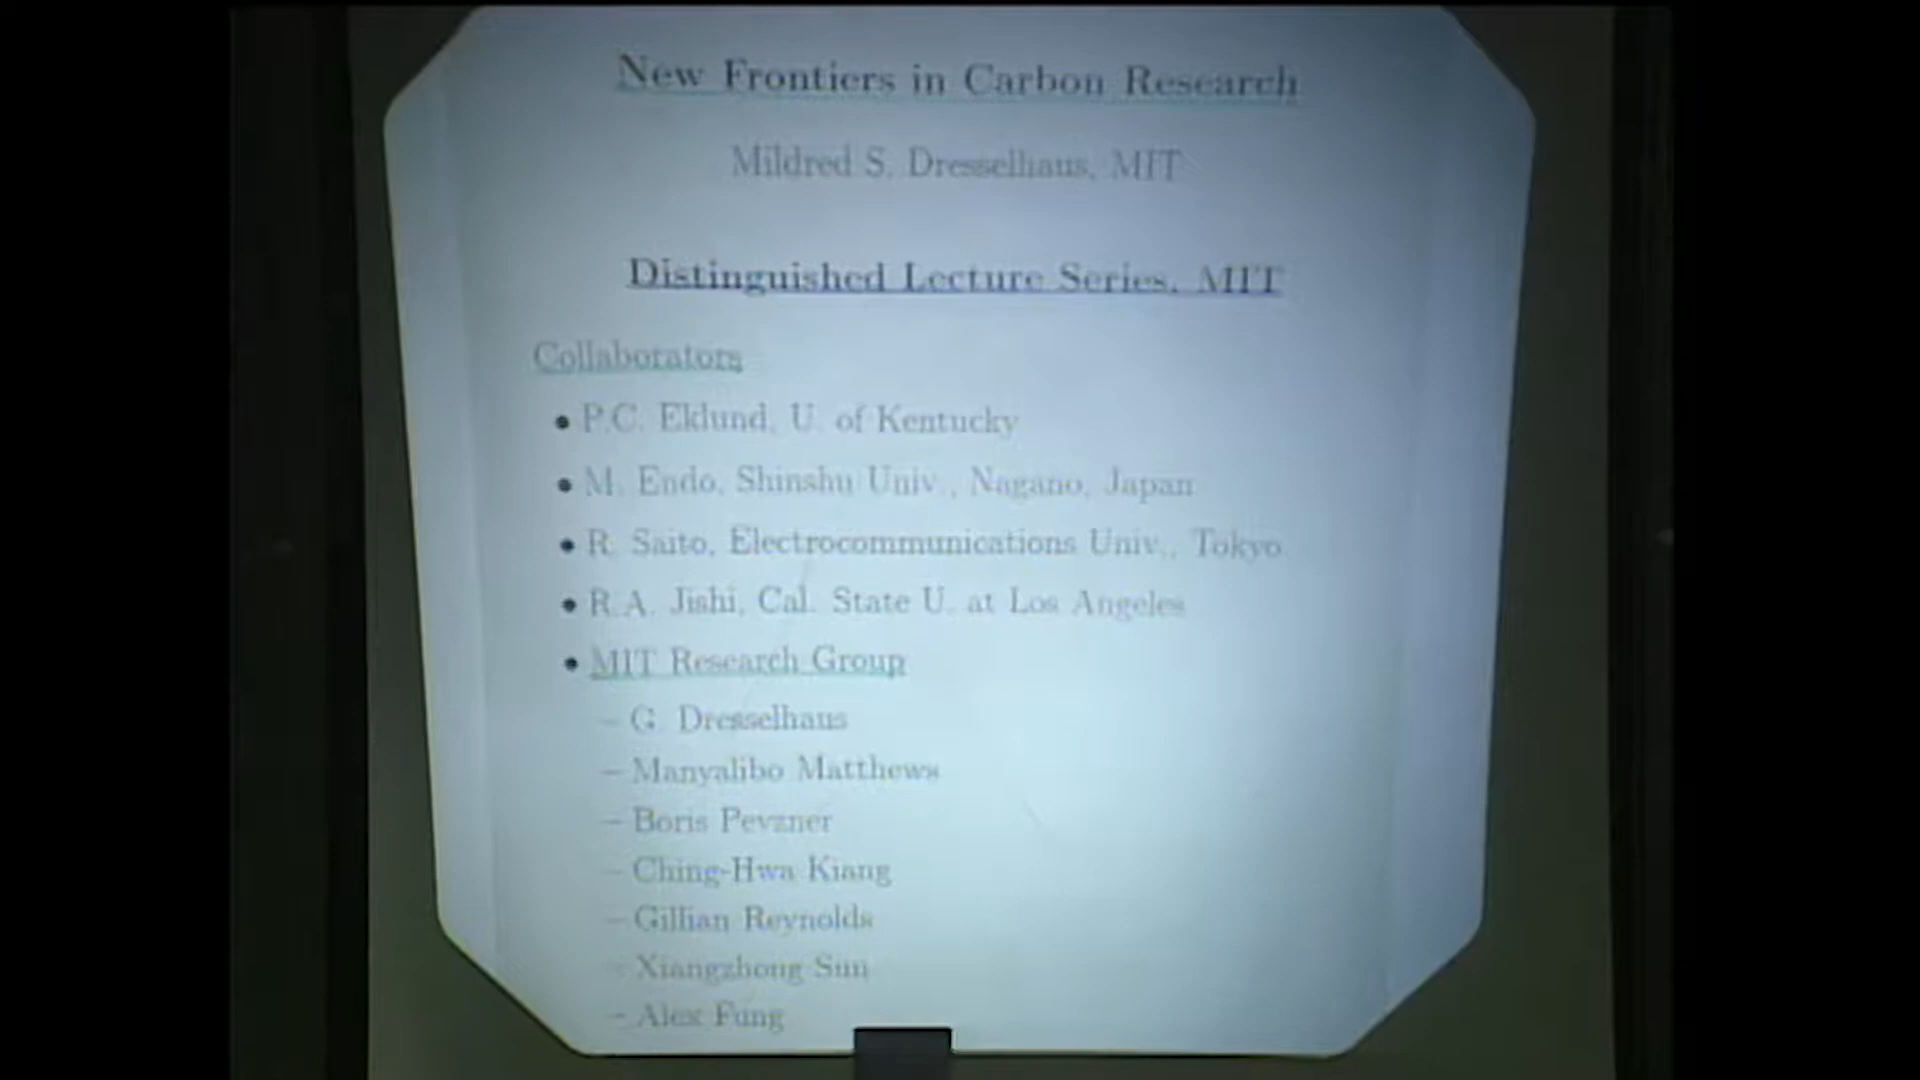 New Frontiers in Carbon Research
Mildred S. Dresselhaus, MIT
Distinguished Lecture Series, MIT
Collaborators
• P.C. Eklund, U. of Kentucky
• M. Endo, Shinshu Univ., Nagano, Japan
• R. Saito, Electrocommunications Univ., Tokyo
• R.A. Jishi, Cal. State U. at Los Angeles
• MIT Research Group
– G. Dresselhaus
– Manyalibo Matthews
– Boris Pevzner
– Ching-Hwa Kiang
– Gillian Reynolds
– Xiangzhong Sun
– Alex Fung